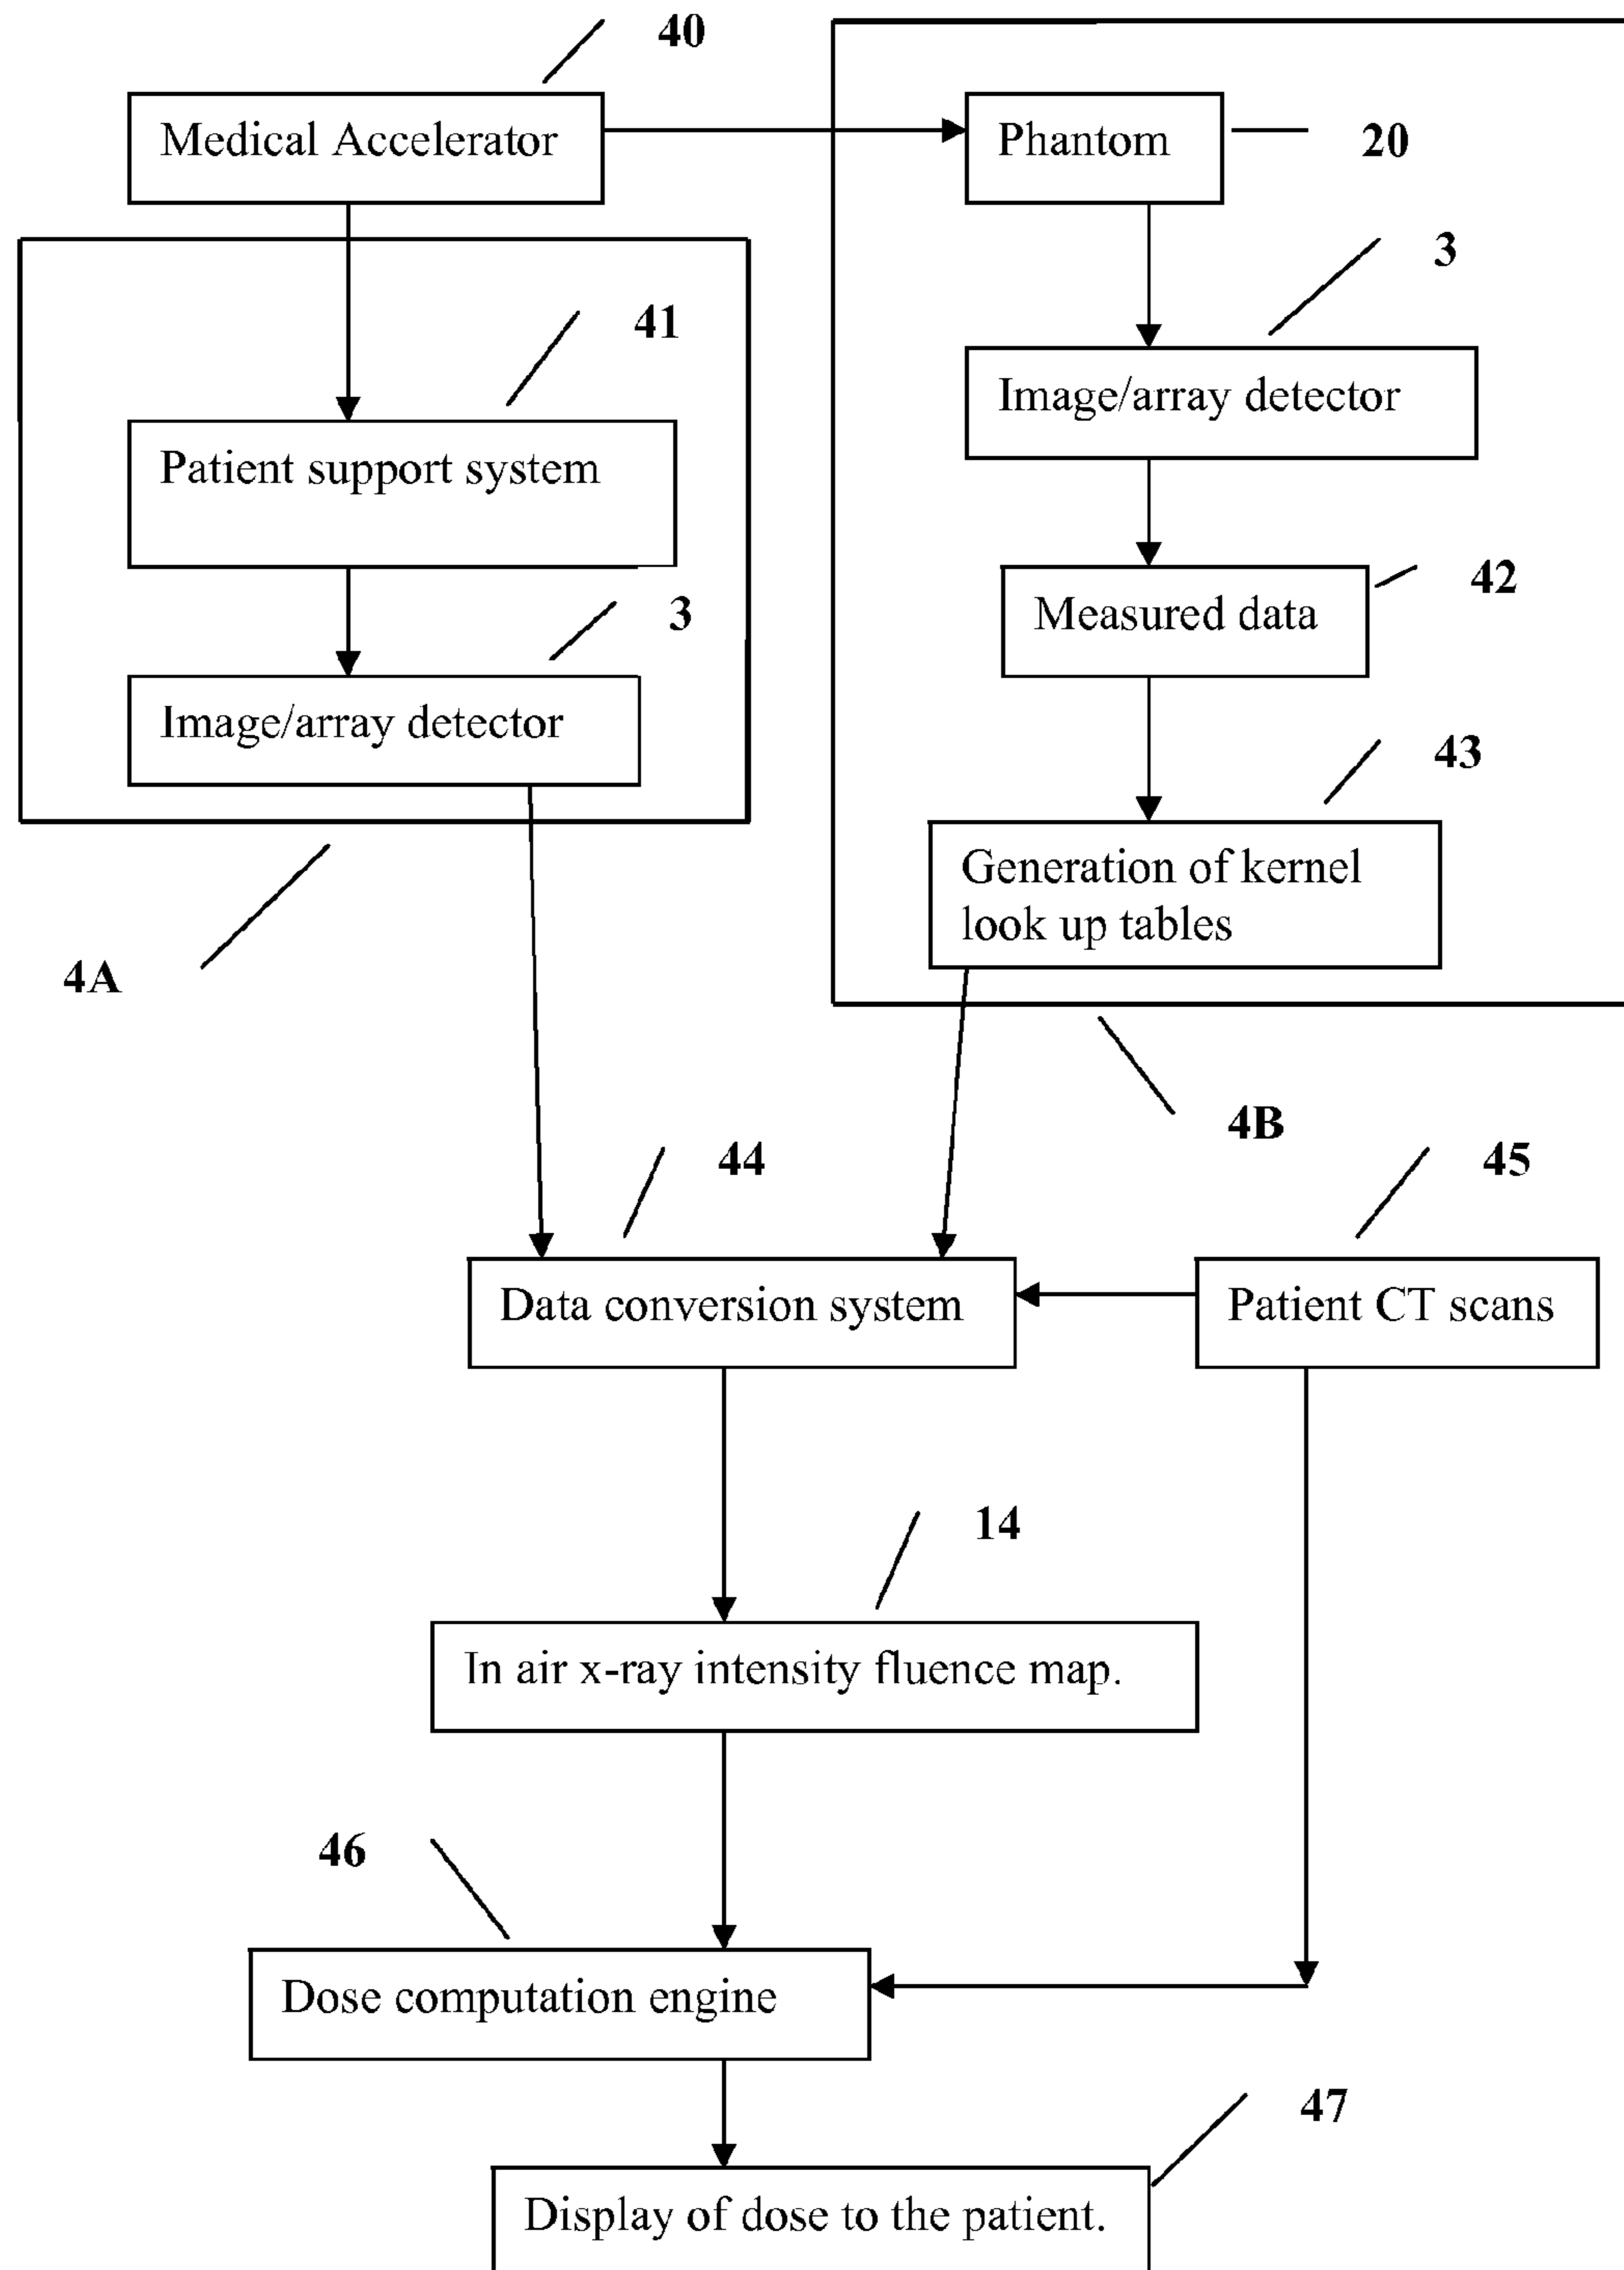 40
Medical Accelerator
Phantom
20
3
41
Image/array detector
Patient support system
42
Measured data
3
Image/array detector
43
Generation of kernel
look up tables
4A
4B
44
45
Data conversion system
Patient CT scans
14
In air x-ray intensity fluence map.
46
Dose computation engine
47
Display of dose to the patient.